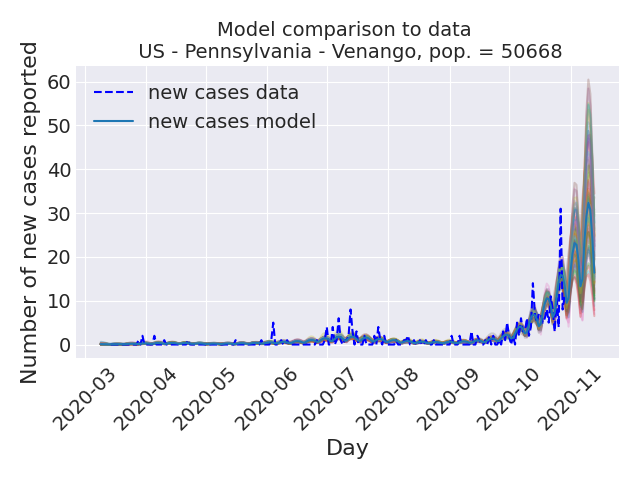 Model comparison to data
US - Pennsylvania - Venango, pop. = 50668
new cases data
new cases model
Number of new cases reported
60
50
40
30
20
10
0
2020-03
2020-04
2020-05
2020-06
2020-07
2020-08
2020-09
2020-10
2020-11
Day